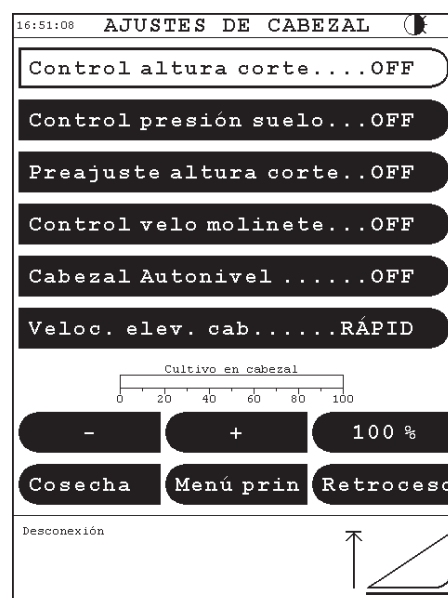 16:51:08 AJUSTES DE CABEZAL
Control altura corte....OFF
Control presión suelo...OFF
Preajuste altura corte..OFF
Control velo molinete...OFF
Cabezal Autonivel ......OFF
Veloc. elev. cab......RÁPID
Cultivo en cabezal
0 20 40 60 80 100
- + 100 %
Cosecha Menú prin Retroceso
Desconexión